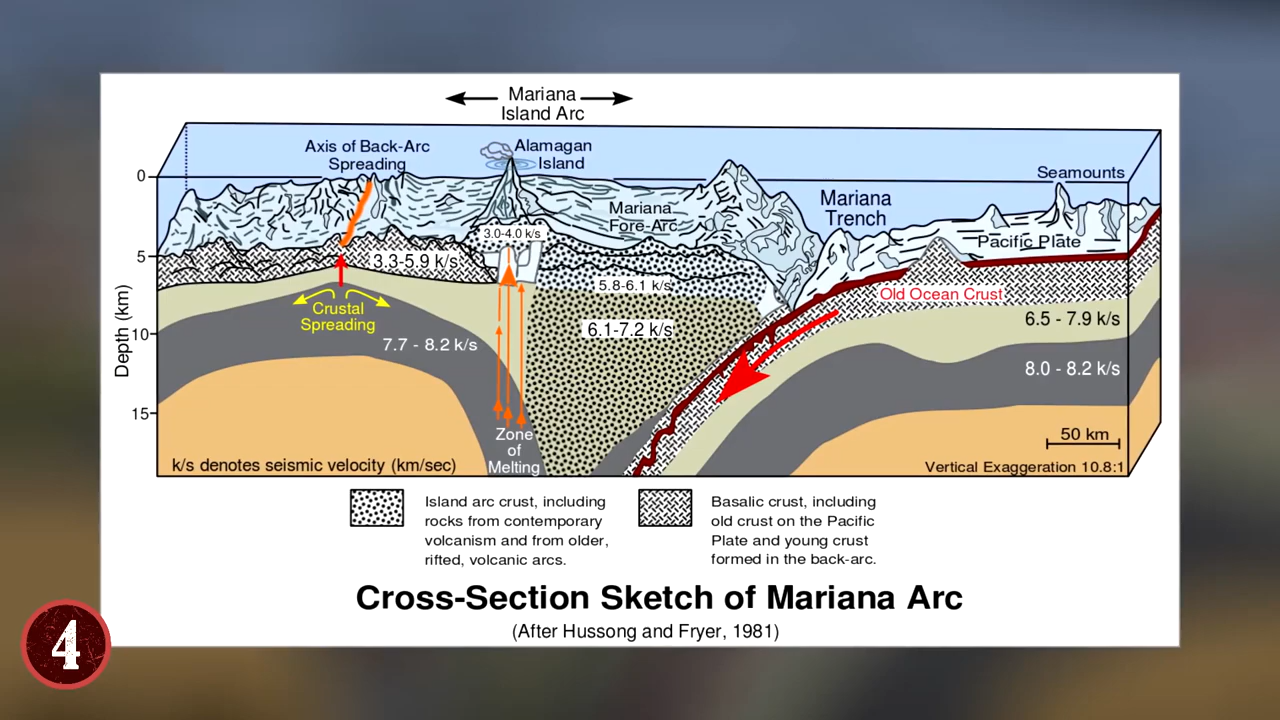 Mariana
Island Arc
Axis of Back-Arc
Spreading
Alamagan
Island
Seamounts
0
Mariana
Fore-Arc
Mariana
Trench
3.0-4.0 k/s
Pacific Plate
5
3.3-5.9 k/s
5.8-6.1 k/s
Old Ocean Crust
Crustal
Spreading
6.1-7.2 k/s
6.5 - 7.9 k/s
Depth (km)
10
7.7 - 8.2 k/s
8.0 - 8.2 k/s
15
Zone
of
Melting
50 km
k/s denotes seismic velocity (km/sec)
Vertical Exaggeration 10.8:1
Island arc crust, including
rocks from contemporary
volcanism and from older,
rifted, volcanic arcs.
Basalic crust, including
old crust on the Pacific
Plate and young crust
formed in the back-arc.
Cross-Section Sketch of Mariana Arc
(After Hussong and Fryer, 1981)
4